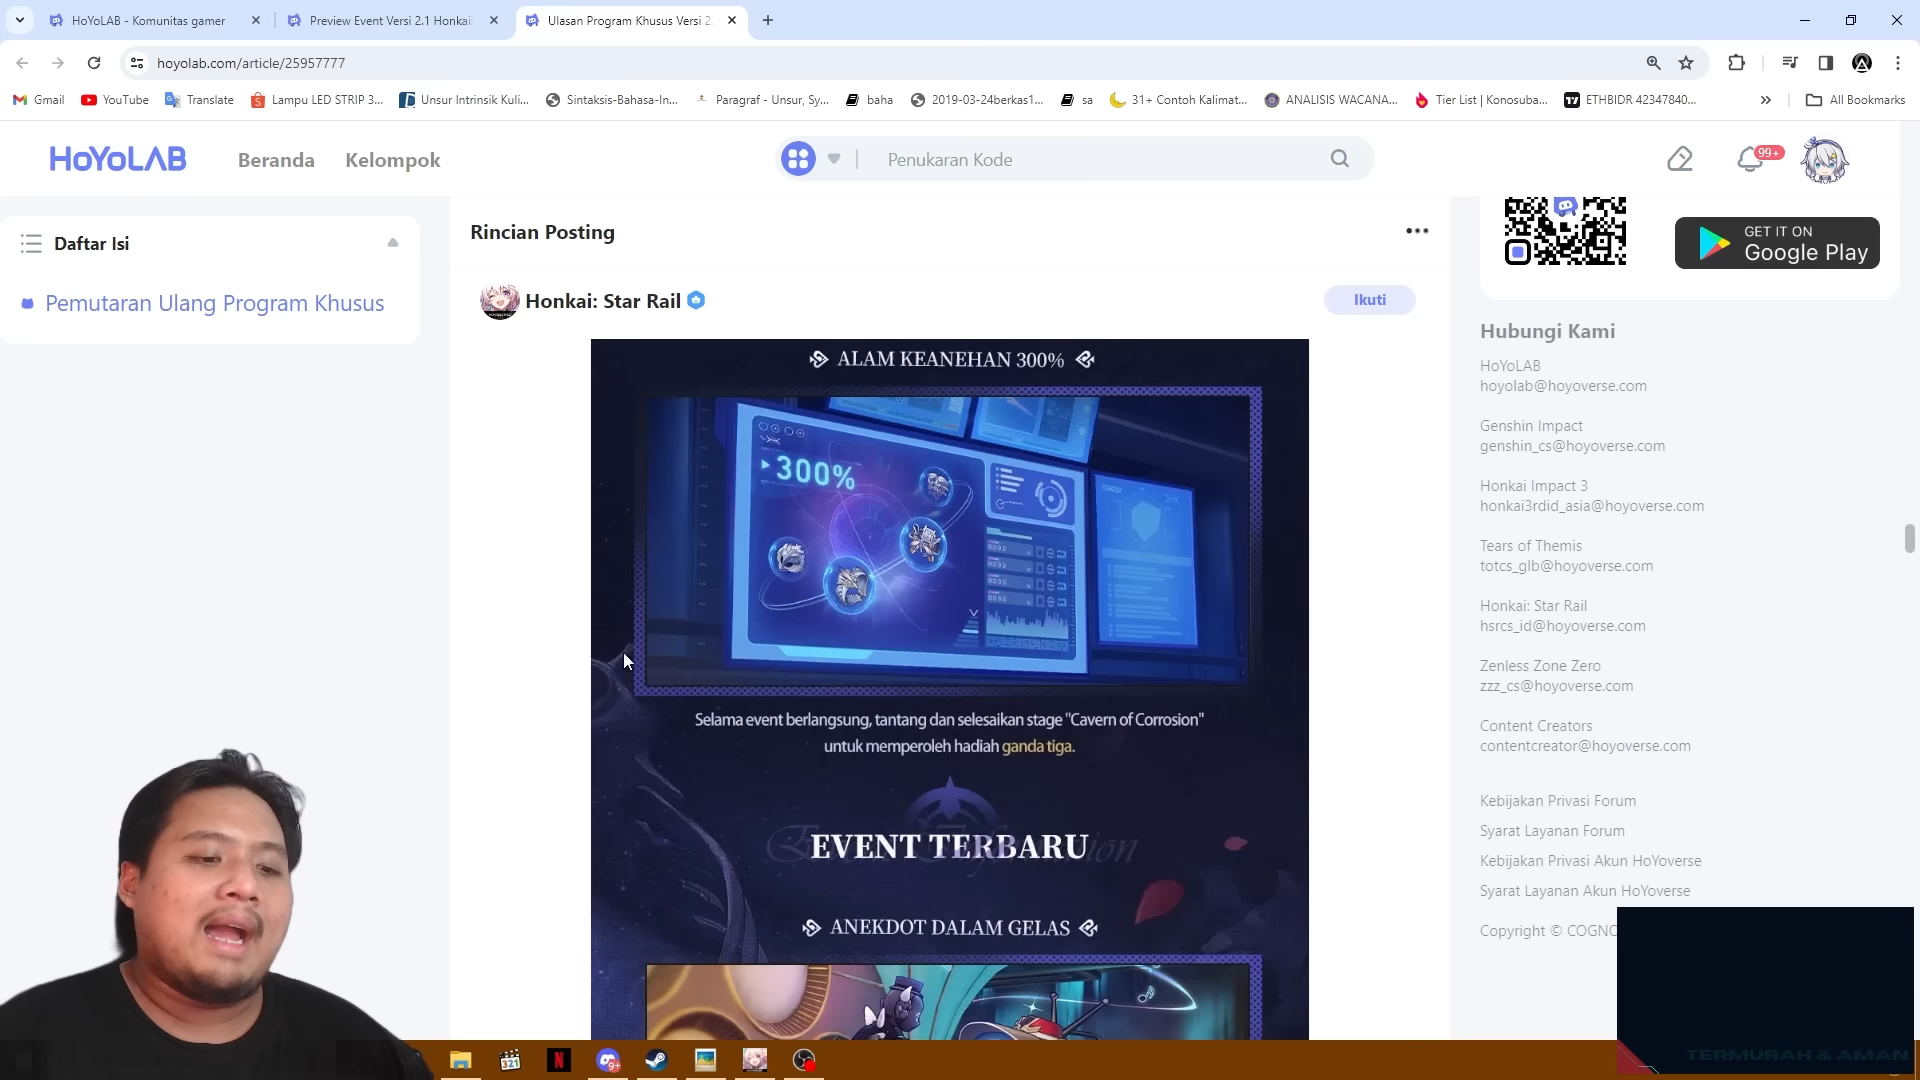 HoYoLAB - Komunitas gamer
Preview Event Versi 2.1 Honkai
Ulasan Program Khusus Versi 2.
hoyolab.com/article/25957777
Gmail
YouTube
Translate
Lampu LED STRIP 3...
Unsur Intrinsik Kuli...
Sintaksis-Bahasa-In...
Paragraf - Unsur, Sy...
baha
2019-03-24berkas1...
sa
31+ Contoh Kalimat...
ANALISIS WACANA...
Tier List | Konosuba...
ETHBIDR 42347840...
All Bookmarks
HoYoLAB
Beranda
Kelompok
Penukaran Kode
99+
Daftar Isi
Pemutaran Ulang Program Khusus
Rincian Posting
Honkai: Star Rail
Ikuti
ALAM KEANEHAN 300%
300%
Selama event berlangsung, tantang dan selesaikan stage "Cavern of Corrosion"
untuk memperoleh hadiah ganda tiga.
EVENT TERBARU
ANEKDOT DALAM GELAS
GET IT ON
Google Play
Hubungi Kami
HoYoLAB
hoyolab@hoyoverse.com
Genshin Impact
genshin_cs@hoyoverse.com
Honkai Impact 3
honkai3rdid_asia@hoyoverse.com
Tears of Themis
totcs_glb@hoyoverse.com
Honkai: Star Rail
hsrcs_id@hoyoverse.com
Zenless Zone Zero
zzz_cs@hoyoverse.com
Content Creators
contentcreator@hoyoverse.com
Kebijakan Privasi Forum
Syarat Layanan Forum
Kebijakan Privasi Akun HoYoverse
Syarat Layanan Akun HoYoverse
Copyright © COGNO
TERMURAH & AMAN
321
9+